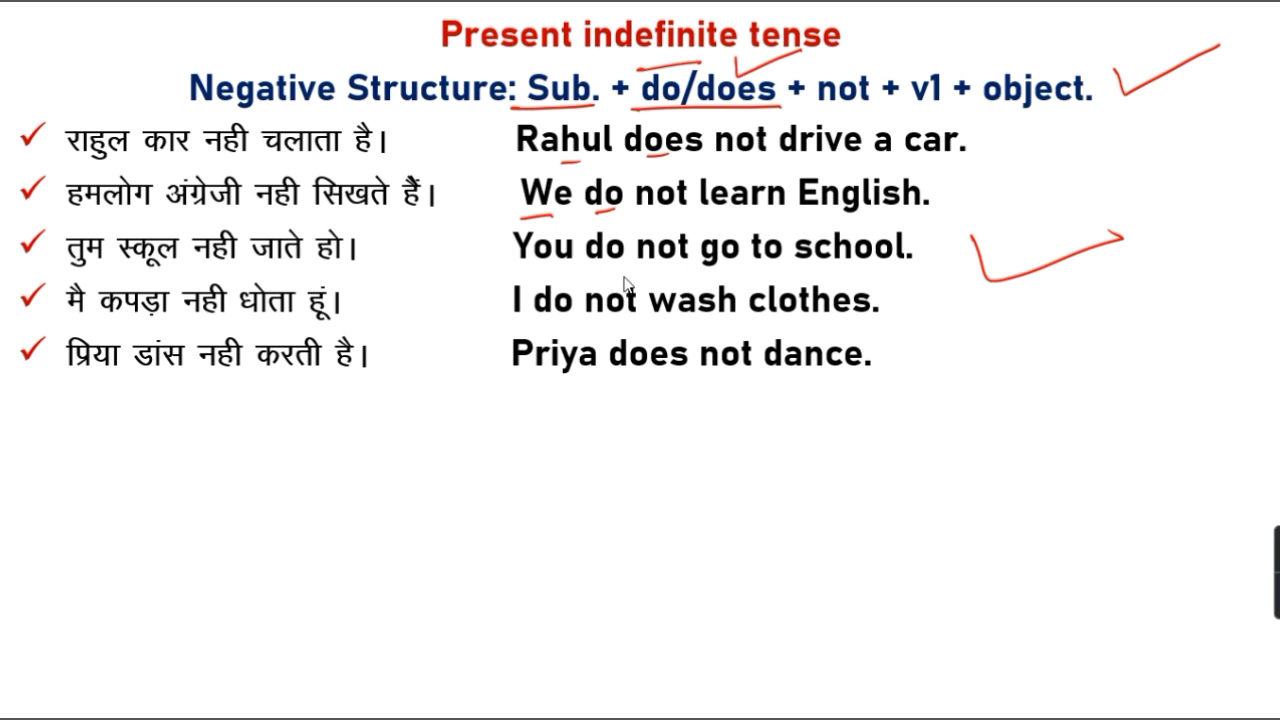 Present indefinite tense
Negative Structure: Sub. + do/does + not + v1 + object.
राहुल कार नही चलाता है। Rahul does not drive a car.
हमलोग अंग्रेजी नही सिखते हैं। We do not learn English.
तुम स्कूल नही जाते हो। You do not go to school.
मै कपड़ा नही धोता हूं। I do not wash clothes.
प्रिया डांस नही करती है। Priya does not dance.